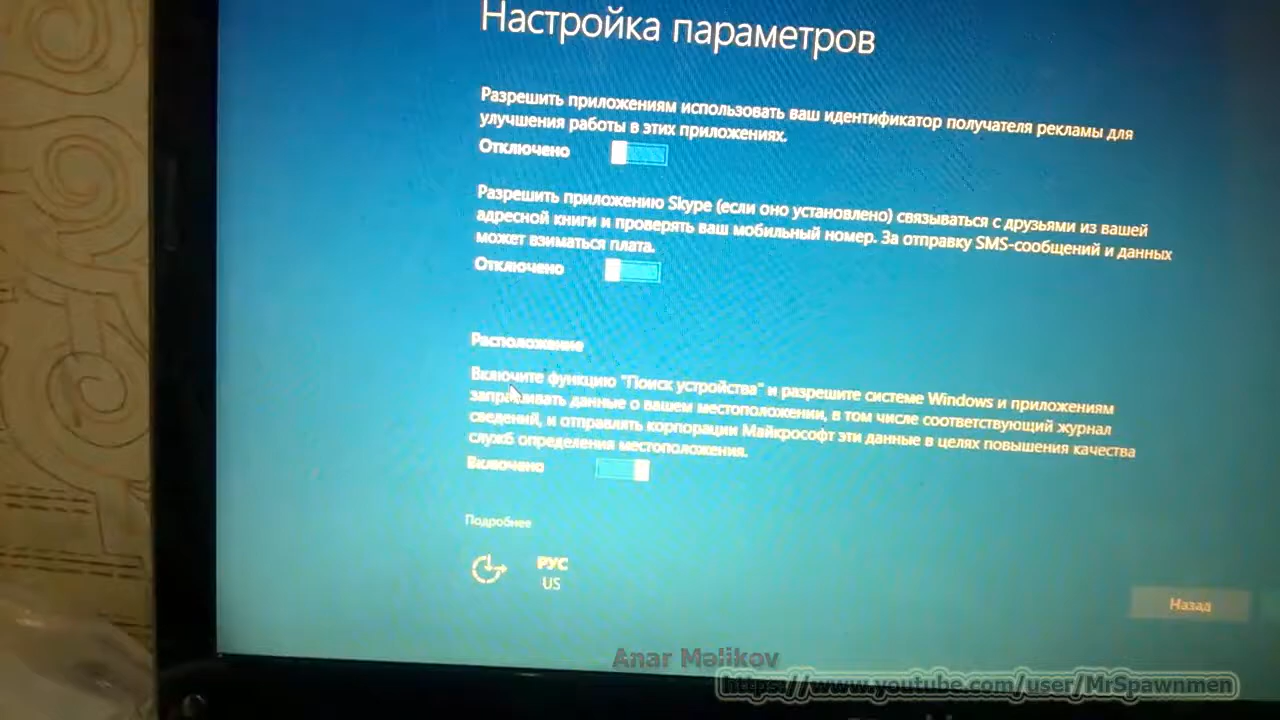 Настройка параметров
Разрешить приложениям использовать ваш идентификатор получателя рекламы для
улучшения работы в этих приложениях.
Отключено
Разрешить приложению Skype (если оно установлено) связываться с друзьями из вашей
адресной книги и проверять ваш мобильный номер. За отправку SMS-сообщений и данных
может взиматься плата.
Отключено
Расположение
Включите функцию "Поиск устройства" и разрешите системе Windows и приложениям
запрашивать данные о вашем местоположении, в том числе соответствующий журнал
сведений, и отправлять корпорации Майкрософт эти данные в целях повышения качества
служб определения местоположения.
Включено
Подробнее
РУС
US
Назад
Anar Məlikov
https://www.youtube.com/user/MrSpawnmen